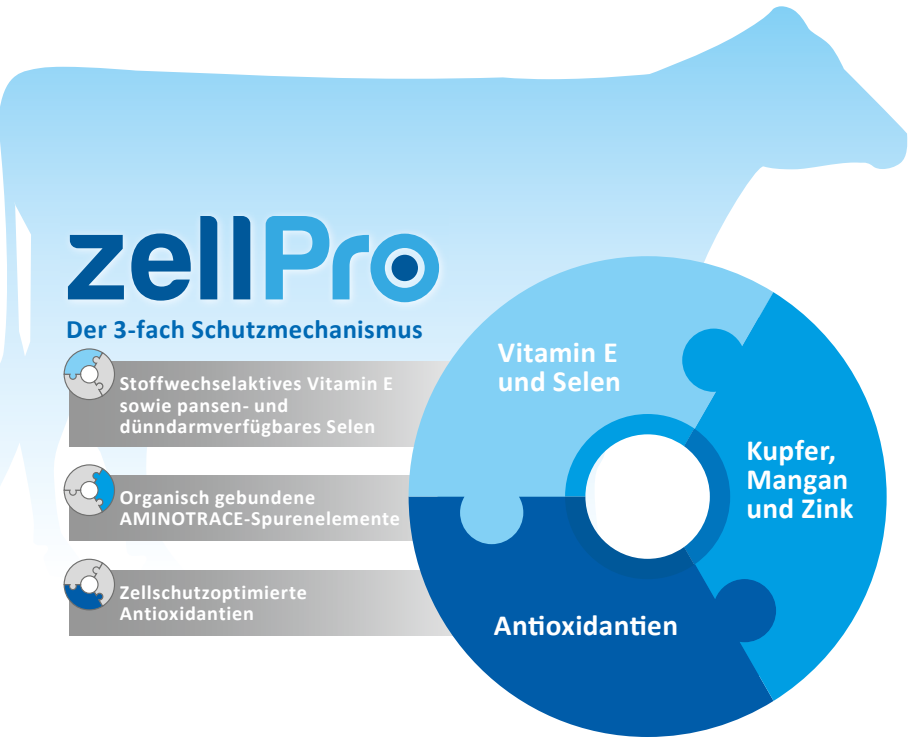 zellPro
Der 3-fach Schutzmechanismus
Stoffwechselaktives Vitamin E
sowie pansen- und
dünndarmverfügbares Selen
Organisch gebundene
AMINOTRACE-Spurenelemente
Zellschutzoptimierte
Antioxidantien
Vitamin E
und Selen
Kupfer,
Mangan
und Zink
Antioxidantien